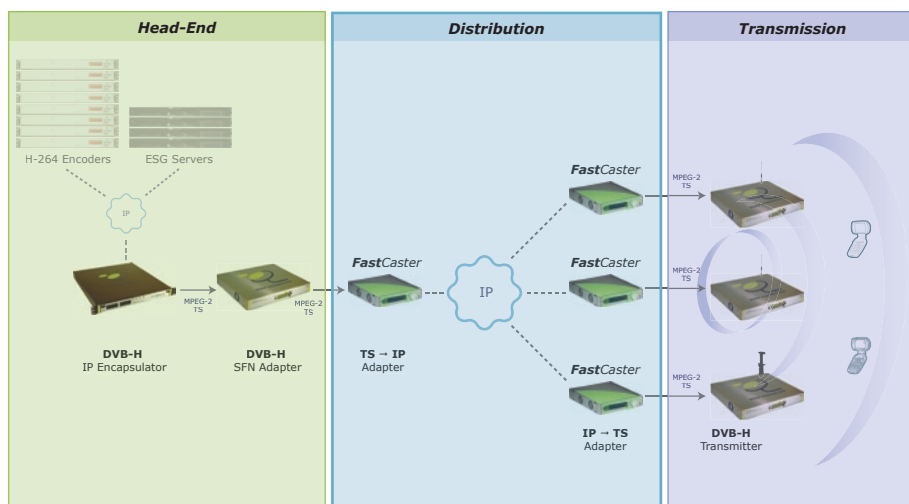 Head-End
Distribution
Transmission
H-264 Encoders
ESG Servers
IP
DVB-H
IP Encapsulator
MPEG-2
TS
DVB-H
SFN Adapter
MPEG-2
TS
FastCaster
TS → IP
Adapter
IP
FastCaster
FastCaster
FastCaster
IP → TS
Adapter
MPEG-2
TS
MPEG-2
TS
MPEG-2
TS
DVB-H
Transmitter